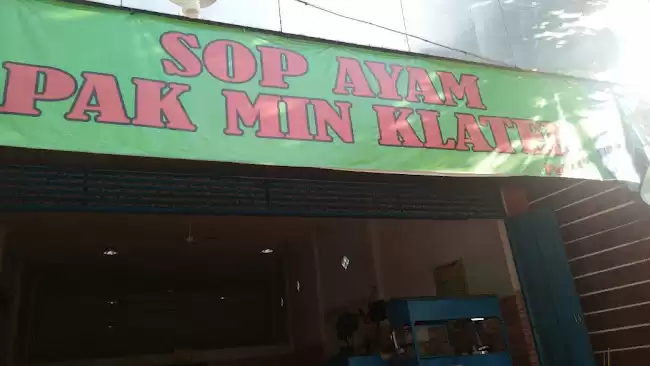 SOP AYAM
PAK MIN KLATEN